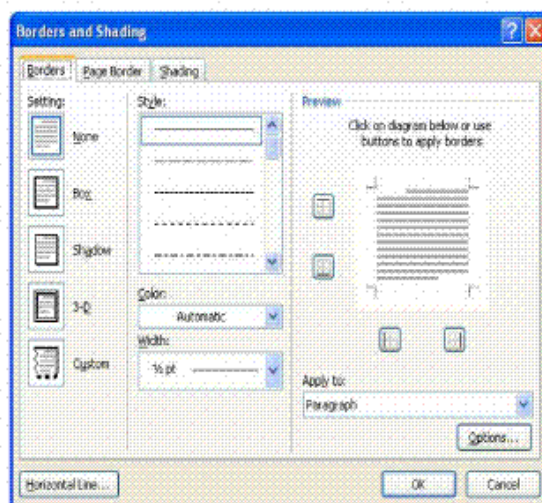 Borders and Shading
Borders Page Border Shading
Setting:
None
Box
Shadow
3-D
Custom
Style:
Color:
Automatic
Width:
½ pt
Preview
Click on diagram below or use
buttons to apply borders
Apply to:
Paragraph
Options...
Horizontal Line...
OK
Cancel